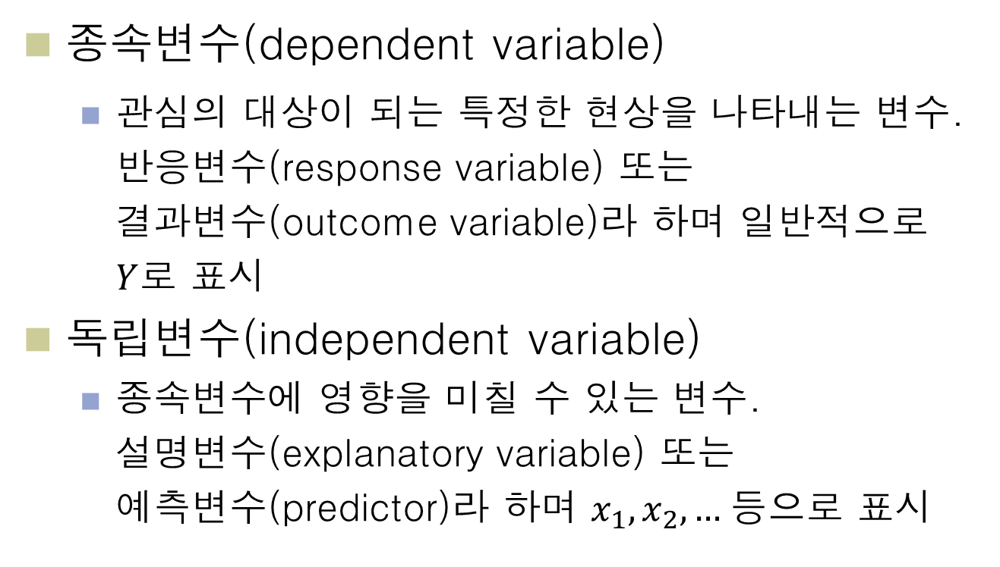 종속변수(dependent variable)
관심의 대상이 되는 특정한 현상을 나타내는 변수.
반응변수(response variable) 또는
결과변수(outcome variable)라 하며 일반적으로
Y로 표시
독립변수(independent variable)
종속변수에 영향을 미칠 수 있는 변수.
설명변수(explanatory variable) 또는
예측변수(predictor)라 하며 x₁, x₂, ... 등으로 표시